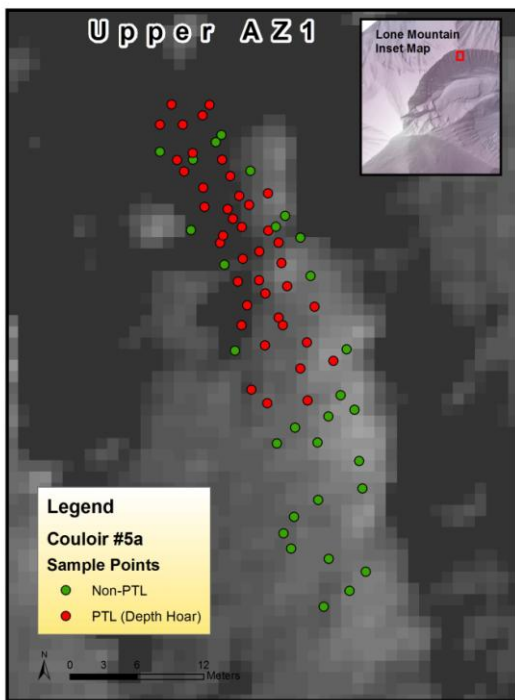 Upper AZ1
Lone Mountain
Inset Map
Legend
Couloir #5a
Sample Points
Non-PTL
PTL (Depth Hoar)
N
0 3 6 12
Meters